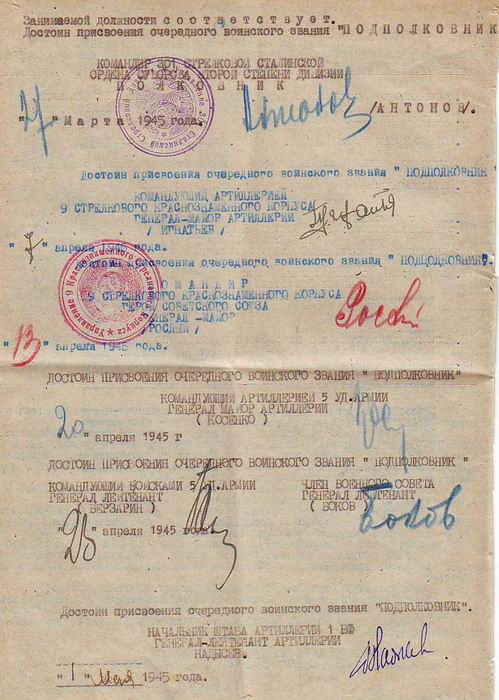 Занимаемой должности соответствует.
Достоин присвоения очередного воинского звания "ПОДПОЛКОВНИК
КОМАНДИР 301 СТРЕЛКОВОЙ СТАЛИНСКОЙ
ОРДЕНА СУВОРОВА ВТОРОЙ СТЕПЕНИ ДИВИЗИИ
ПОЛКОВНИК
/АНТОНОВ/.
"27" Марта 1945 года.
Достоин присвоения очередного воинского звания " ПОДПОЛКОВНИК "
КОМАНДУЮЩИЙ АРТИЛЛЕРИЕЙ
9 СТРЕЛКОВОГО КРАСНОЗНАМЕННОГО КОРПУСА
ГЕНЕРАЛ-МАЙОР АРТИЛЛЕРИИ
/ ИГНАТЬЕВ /
"7" апреля 1945 года.
Достоин присвоения очередного воинского звания "ПОДПОЛКОВНИК".
КОМАНДИР
9 СТРЕЛКОВОГО КРАСНОЗНАМЕННОГО КОРПУСА
ГЕРОЙ СОВЕТСКОГО СОЮЗА
ГЕНЕРАЛ -МАЙОР
/РОСЛЫЙ /
"13" апреля 1945 года.
Управление 9 Краснознаменного Стрелкового Корпуса
ДОСТОИН ПРИСВОЕНИЯ ОЧЕРЕДНОГО ВОИНСКОГО ЗВАНИЯ " ПОДПОЛКОВНИК"
КОМАНДУЮЩИЙ АРТИЛЛЕРИЕЙ 5 УД.АРМИИ
ГЕНЕРАЛ МАЙОР АРТИЛЛЕРИИ
( КОСЕНКО )
20 " апреля 1945 г
ДОСТОИН ПРИСВОЕНИЯ ОЧЕРЕДНОГО ВОИНСКОГО ЗВАНИЯ " ПОДПОЛКОВНИК "
КОМАНДУЮЩИЙ ВОЙСКАМИ 5 УД.АРМИИ
ГЕНЕРАЛ ЛЕЙТЕНАНТ
( БЕРЗАРИН )
ЧЛЕН ВОЕННОГО СОВЕТА
ГЕНЕРАЛ ЛЕЙТЕНАНТ
( БОКОВ )
Боков
" апреля 1945 года.
Достоин присвоения очередного воинского звания "ПОДПОЛКОВНИК".
НАЧАЛЬНИК ШТАБА АРТИЛЛЕРИИ 1 БФ
ГЕНЕРАЛ-ЛЕЙТЕНАНТ АРТИЛЛЕРИИ
НАДЫСЕВ.
"1" Мая 1945 года.